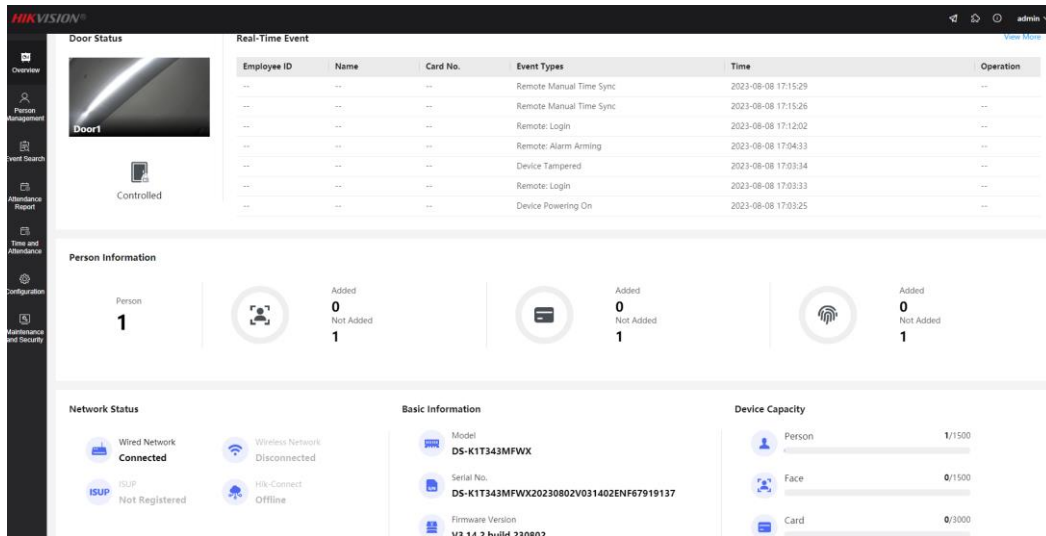 HIKVISION®
admin
Overview
Person
Management
Event Search
Attendance
Report
Time and
Attendance
Configuration
Maintenance
and Security
Door Status
Door1
Controlled
Real-Time Event
View More
Employee ID Name Card No. Event Types Time Operation
-- -- -- Remote Manual Time Sync 2023-08-08 17:15:29 --
-- -- -- Remote Manual Time Sync 2023-08-08 17:15:26 --
-- -- -- Remote: Login 2023-08-08 17:12:02 --
-- -- -- Remote: Alarm Arming 2023-08-08 17:04:33 --
-- -- -- Device Tampered 2023-08-08 17:03:34 --
-- -- -- Remote: Login 2023-08-08 17:03:33 --
-- -- -- Device Powering On 2023-08-08 17:03:25 --
Person Information
Person
1
Added
0
Not Added
1
Added
0
Not Added
1
Added
0
Not Added
1
Network Status
Wired Network
Connected
Wireless Network
Disconnected
ISUP
ISUP
Not Registered
Hik-Connect
Offline
Basic Information
Model
DS-K1T343MFWX
Serial No.
DS-K1T343MFWX20230802V031402ENF67919137
Firmware Version
V3.14.2 build 230802
Device Capacity
Person 1/1500
Face 0/1500
Card 0/3000